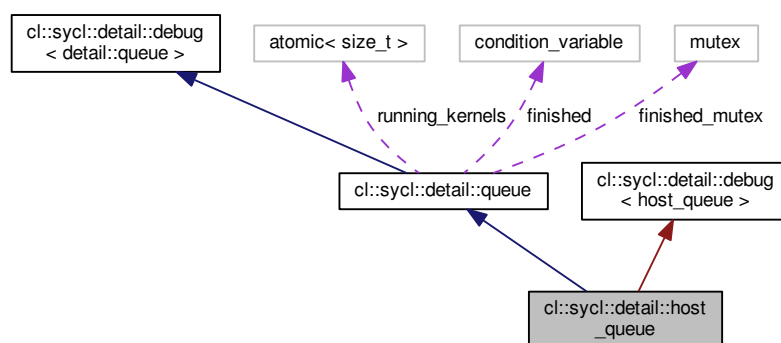 cl::sycl::detail::debug
< detail::queue >
atomic< size_t >
condition_variable
mutex
running_kernels
finished
finished_mutex
cl::sycl::detail::queue
cl::sycl::detail::debug
< host_queue >
cl::sycl::detail::host
_queue